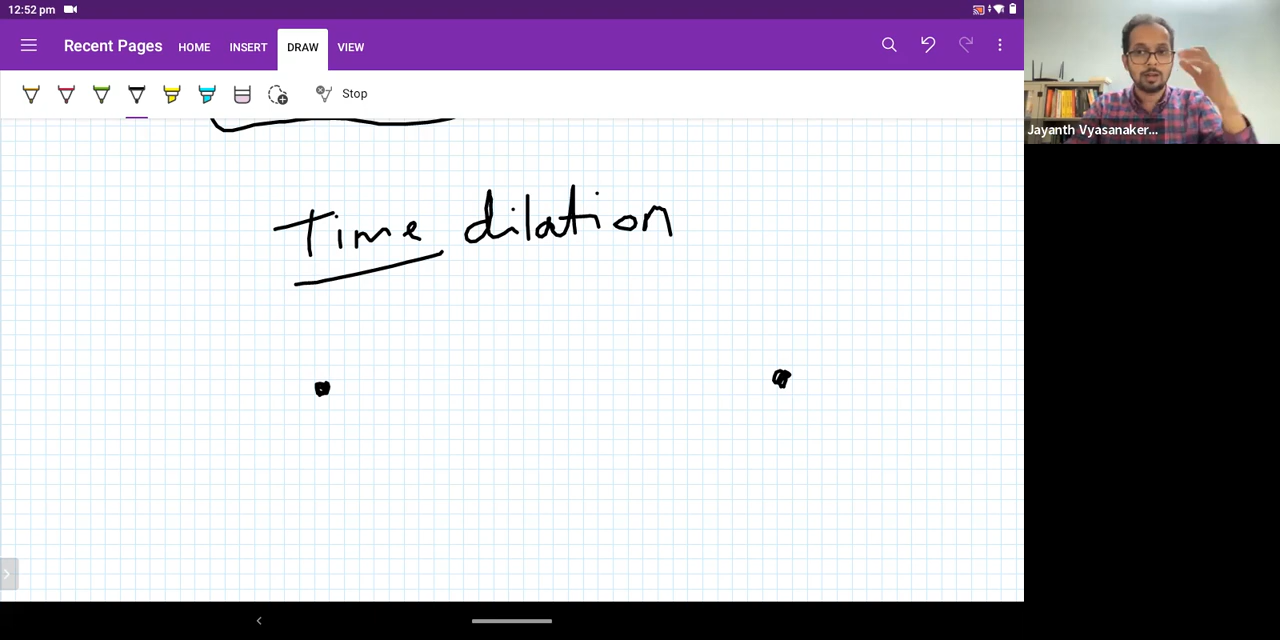 12:52 pm
Recent Pages HOME INSERT DRAW VIEW
Stop
Jayanth Vyasanaker...
Time dilation